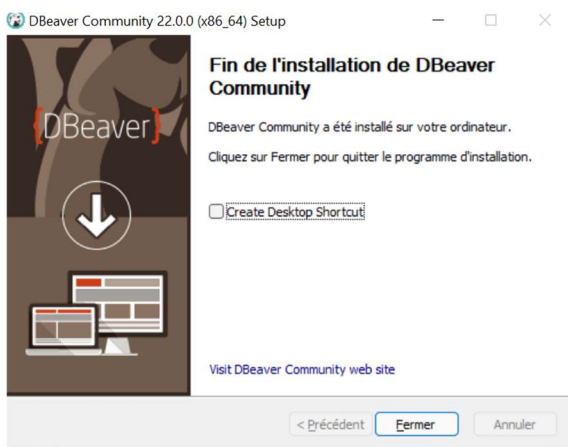 DBeaver Community 22.0.0 (x86_64) Setup
{DBeaver}
Fin de l'installation de DBeaver
Community
DBeaver Community a été installé sur votre ordinateur.
Cliquez sur Fermer pour quitter le programme d'installation.
Create Desktop Shortcut
Visit DBeaver Community web site
< Précédent Fermer Annuler